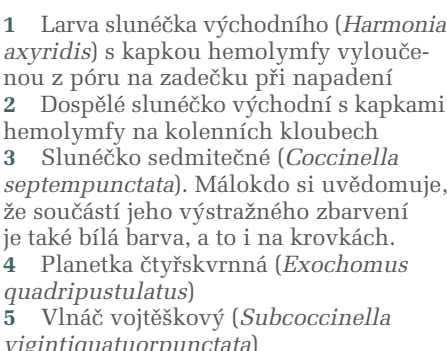 1 Larva slunéčka východního (Harmonia
axyridis) s kapkou hemolymfy vylouče-
nou z póru na zadečku při napadení
2 Dospělé slunéčko východní s kapkami
hemolymfy na kolenních kloubech
3 Slunéčko sedmitečné (Coccinella
septempunctata). Málokdo si uvědomuje,
že součástí jeho výstražného zbarvení
je také bílá barva, a to i na krovkách.
4 Planetka čtyřskvrnná (Exochomus
quadripustulatus)
5 Vlnáč vojtěškový (Subcoccinella
vigintiquatuorpunctata)